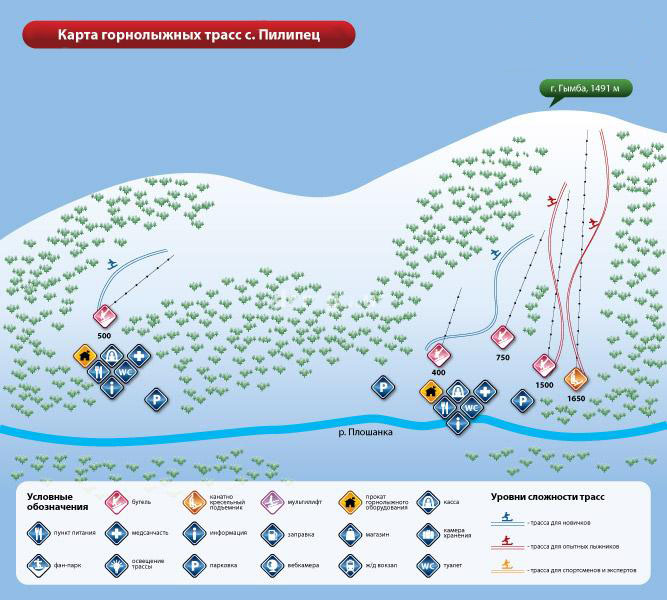 Карта горнолыжных трасс с. Пилипец
г. Гымба, 1491 м
500
400
750
1500
1650
WC
P
P
P
WC
i
i
р. Плошанка
Условные
обозначения
бугель
канатно
кресельный
подъемник
мультилифт
прокат
горнолыжного
оборудования
касса
пункт питания
медсанчасть
информация
заправка
магазин
камера
хранения
фан-парк
освещение
трассы
парковка
вебкамера
ж/д вокзал
туалет
Уровни сложности трасс
- трасса для новичков
- трасса для опытных лыжников
- трасса для спортсменов и экспертов